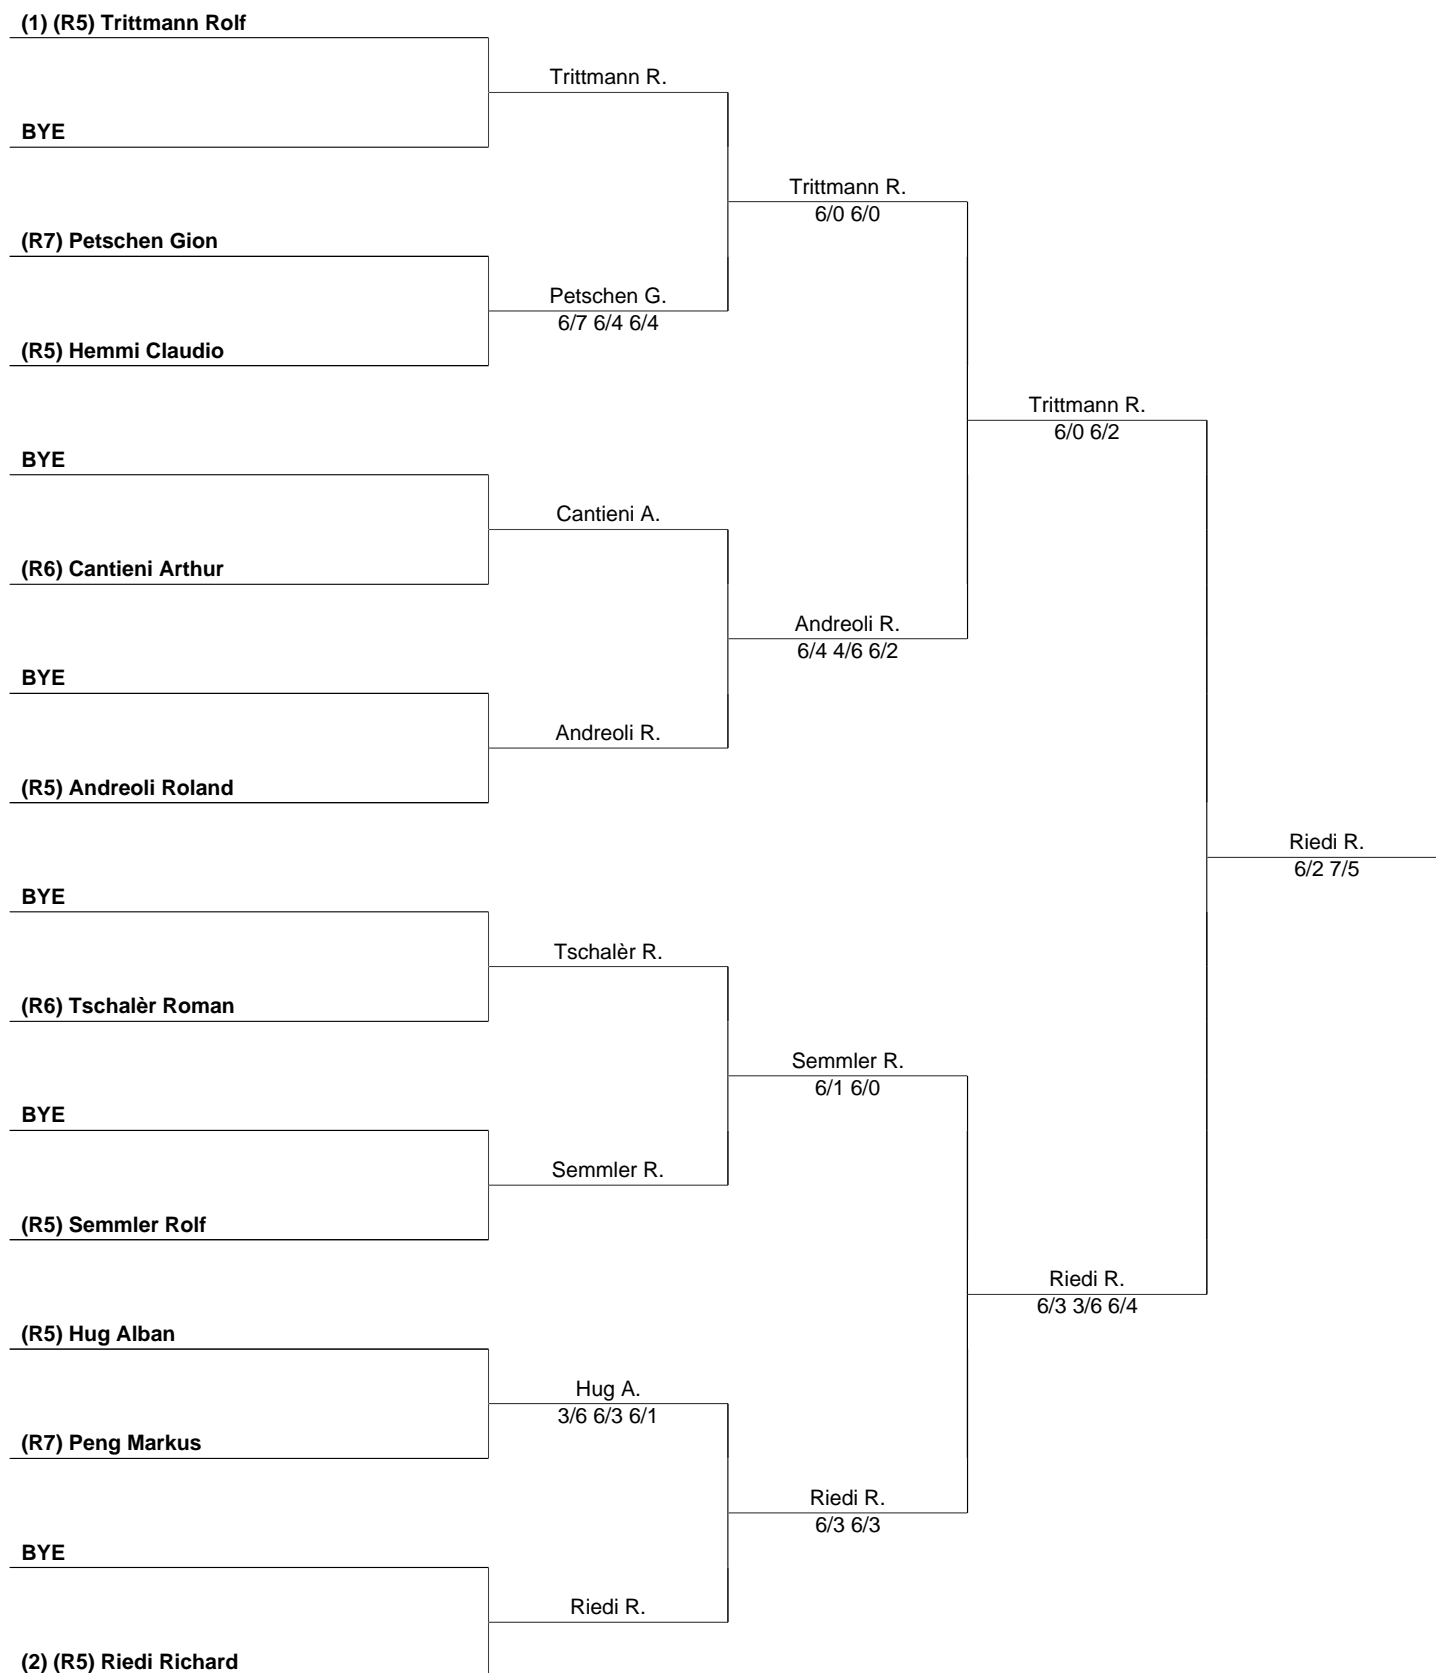 (1) (R5) Trittmann Rolf
Trittmann R.
BYE
Trittmann R.
6/0 6/0
(R7) Petschen Gion
Petschen G.
6/7 6/4 6/4
(R5) Hemmi Claudio
Trittmann R.
6/0 6/2
BYE
Cantieni A.
(R6) Cantieni Arthur
Andreoli R.
6/4 4/6 6/2
BYE
Andreoli R.
(R5) Andreoli Roland
Riedi R.
6/2 7/5
BYE
Tschalèr R.
(R6) Tschalèr Roman
Semmler R.
6/1 6/0
BYE
Semmler R.
(R5) Semmler Rolf
Riedi R.
6/3 3/6 6/4
(R5) Hug Alban
Hug A.
3/6 6/3 6/1
(R7) Peng Markus
Riedi R.
6/3 6/3
BYE
Riedi R.
(2) (R5) Riedi Richard